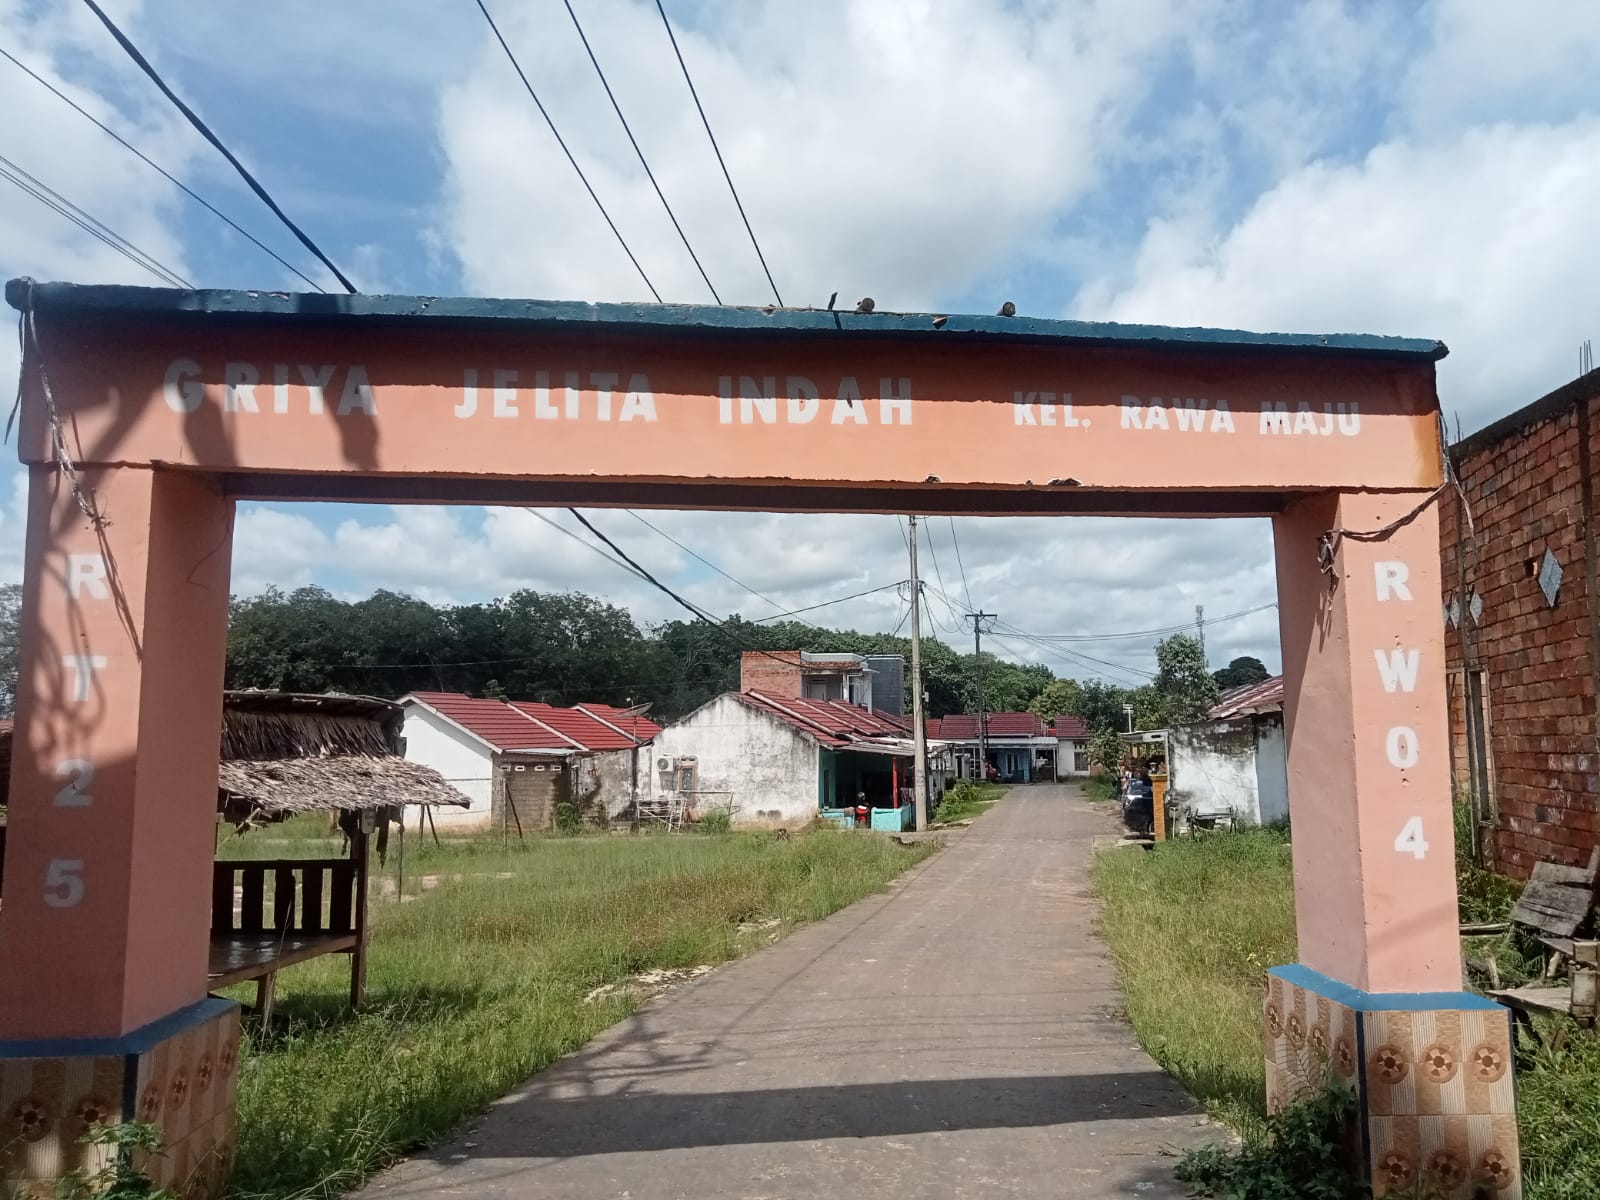 GRIYA JELITA INDAH KEL. RAWA MAJU
RT 25
RW 04